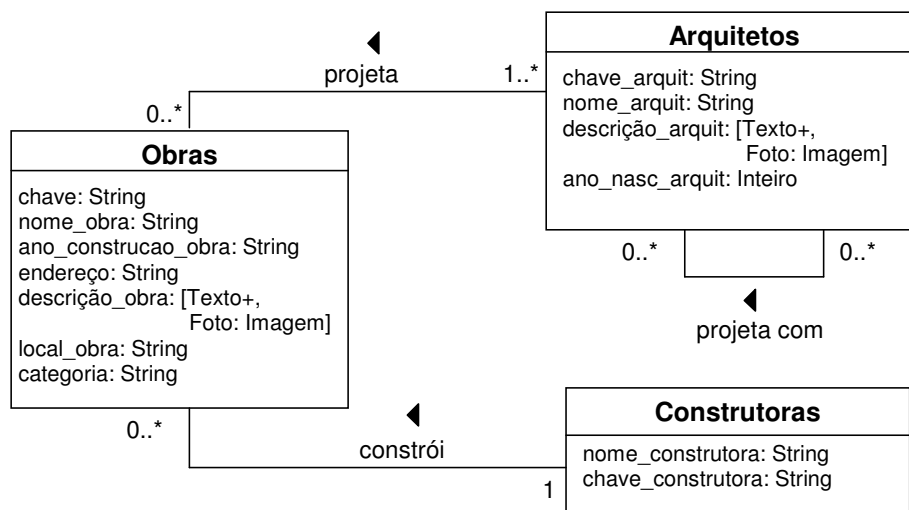 Arquitetos
chave_arquit: String
nome_arquit: String
descrição_arquit: [Texto+,
Foto: Imagem]
ano_nasc_arquit: Inteiro
projeta
1..*
0..*
Obras
chave: String
nome_obra: String
ano_construcao_obra: String
endereço: String
descrição_obra: [Texto+,
Foto: Imagem]
local_obra: String
categoria: String
0..*
0..*
projeta com
0..*
constrói
1
Construtoras
nome_construtora: String
chave_construtora: String